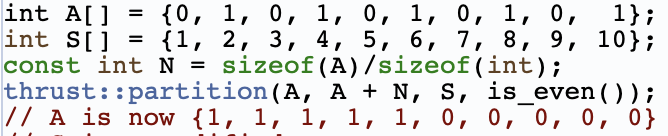 int A[] = {0, 1, 0, 1, 0, 1, 0, 1, 0,  1};
int S[] = {1, 2, 3, 4, 5, 6, 7, 8, 9, 10};
const int N = sizeof(A)/sizeof(int);
thrust::partition(A, A + N, S, is_even());
// A is now {1, 1, 1, 1, 1, 0, 0, 0, 0, 0}